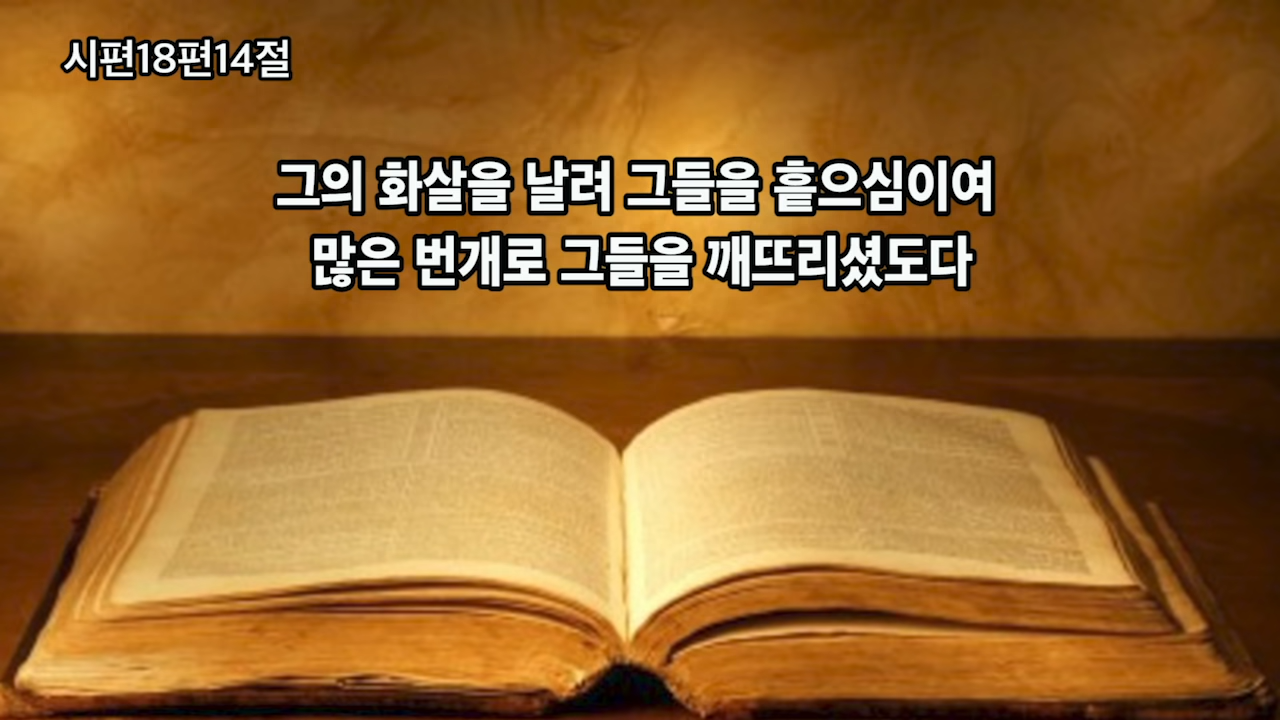 시편18편14절
그의 화살을 날려 그들을 흩으심이여
많은 번개로 그들을 깨뜨리셨도다